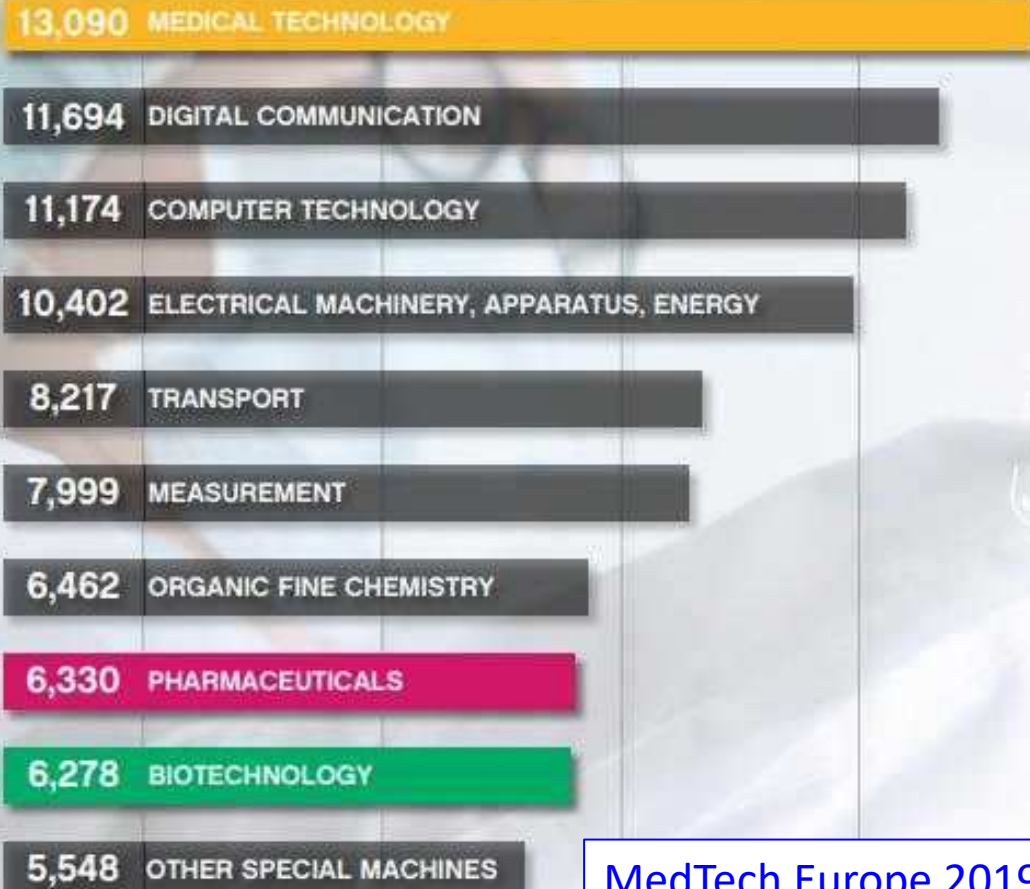 13,090 MEDICAL TECHNOLOGY
11,694 DIGITAL COMMUNICATION
11,174 COMPUTER TECHNOLOGY
10,402 ELECTRICAL MACHINERY, APPARATUS, ENERGY
8,217 TRANSPORT
7,999 MEASUREMENT
6,462 ORGANIC FINE CHEMISTRY
6,330 PHARMACEUTICALS
6,278 BIOTECHNOLOGY
5,548 OTHER SPECIAL MACHINES
MedTech Europe 2019